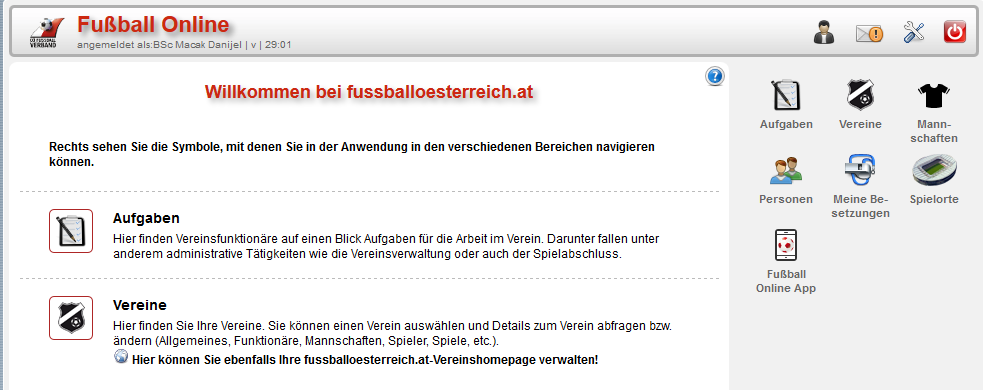 Fußball Online
angemeldet als:BSc Macak Danijel | v | 29:01
ÖFUSSBALL
VERBAND
Willkommen bei fussballoesterreich.at
Rechts sehen Sie die Symbole, mit denen Sie in der Anwendung in den verschiedenen Bereichen navigieren
können.
Aufgaben
Hier finden Vereinsfunktionäre auf einen Blick Aufgaben für die Arbeit im Verein. Darunter fallen unter
anderem administrative Tätigkeiten wie die Vereinsverwaltung oder auch der Spielabschluss.
Vereine
Hier finden Sie Ihre Vereine. Sie können einen Verein auswählen und Details zum Verein abfragen bzw.
ändern (Allgemeines, Funktionäre, Mannschaften, Spieler, Spiele, etc.).
Hier können Sie ebenfalls Ihre fussballoesterreich.at-Vereinshomepage verwalten!
Aufgaben
Vereine
Mann-
schaften
Personen
Meine Be-
setzungen
Spielorte
Fußball
Online App